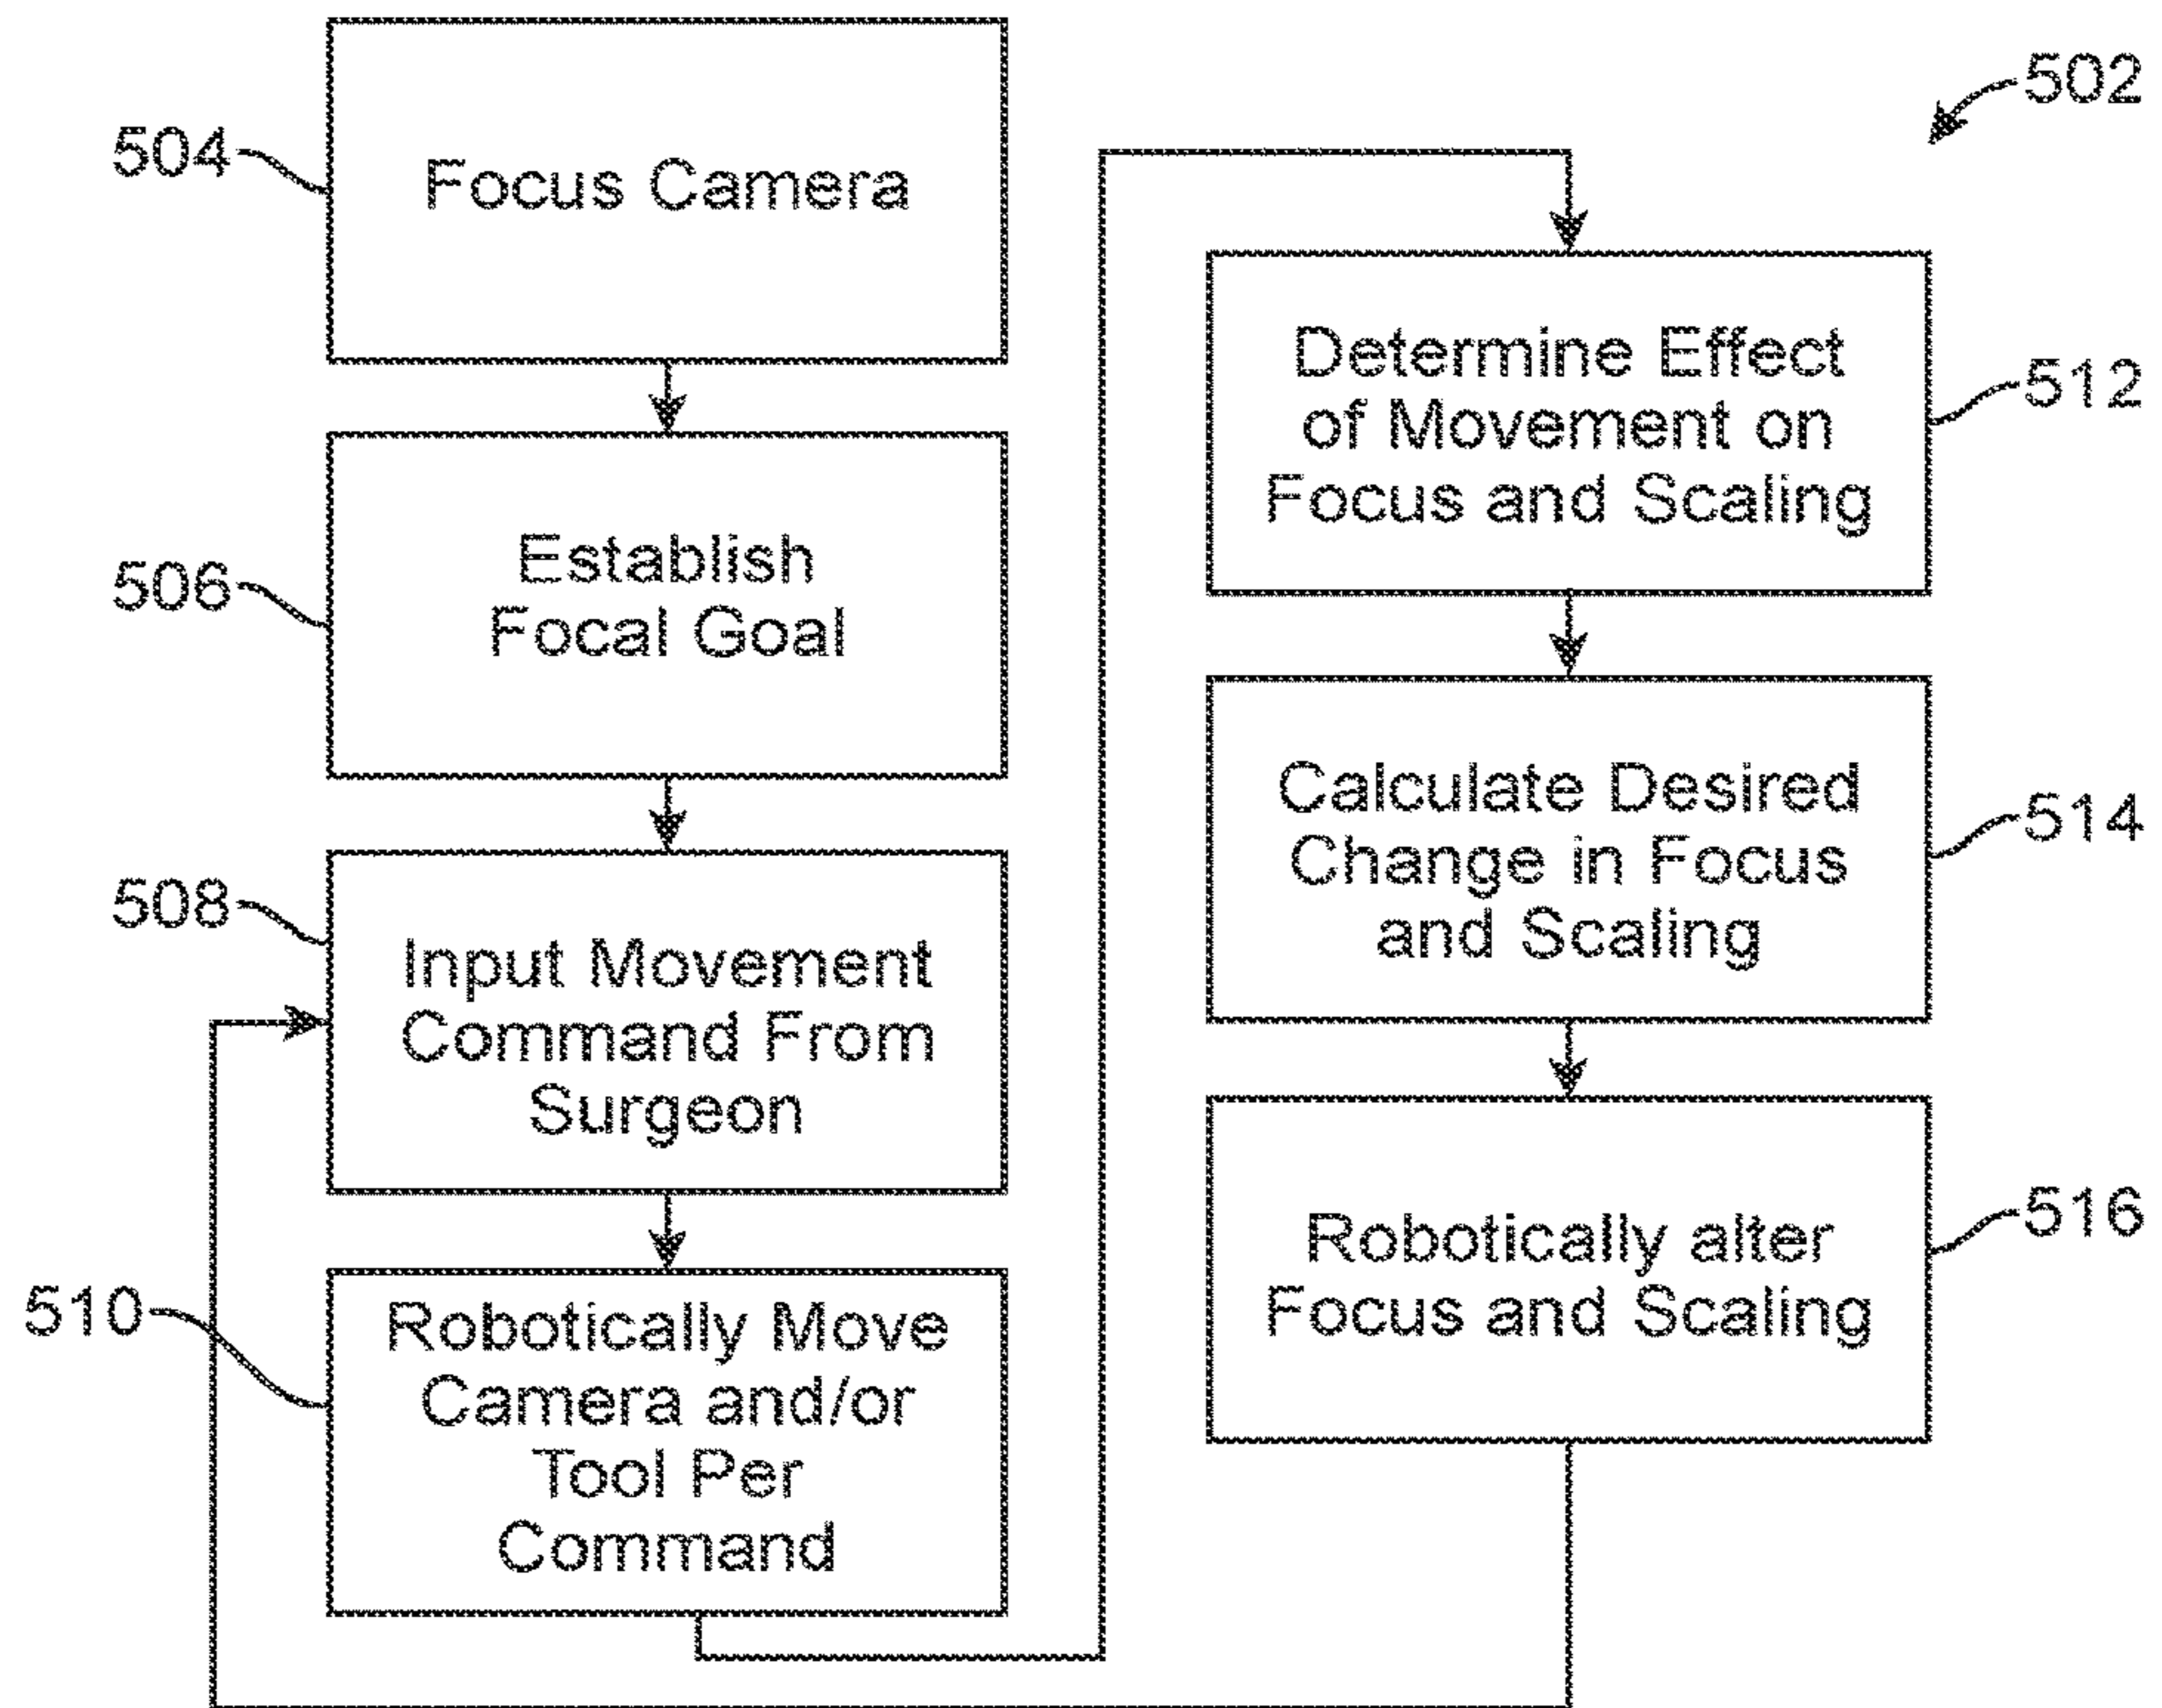 504
Focus Camera
506
Establish
Focal Goal
508
Input Movement
Command From
Surgeon
510
Robotically Move
Camera and/or
Tool Per
Command
502
Determine Effect
of Movement on
Focus and Scaling
512
Calculate Desired
Change in Focus
and Scaling
514
Robotically alter
Focus and Scaling
516